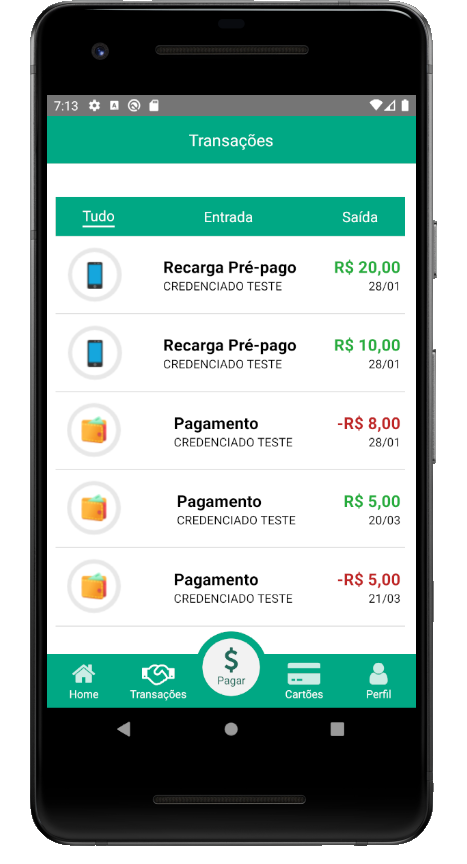 7:13
Transações
Tudo Entrada Saída
Recarga Pré-pago R$ 20,00
CREDENCIADO TESTE 28/01
Recarga Pré-pago R$ 10,00
CREDENCIADO TESTE 28/01
Pagamento -R$ 8,00
CREDENCIADO TESTE 28/01
Pagamento R$ 5,00
CREDENCIADO TESTE 20/03
Pagamento -R$ 5,00
CREDENCIADO TESTE 21/03
$
Home Transações Pagar Cartões Perfil